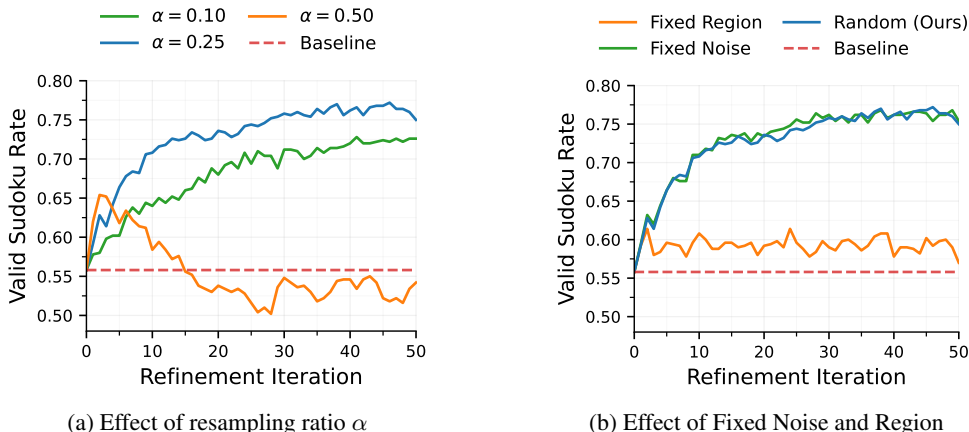 α = 0.10
α = 0.50
α = 0.25
Baseline
Valid Sudoku Rate
0.80
0.75
0.70
0.65
0.60
0.55
0.50
0 10 20 30 40 50
Refinement Iteration
(a) Effect of resampling ratio α
Fixed Region
Random (Ours)
Fixed Noise
Baseline
Valid Sudoku Rate
0.80
0.75
0.70
0.65
0.60
0.55
0.50
0 10 20 30 40 50
Refinement Iteration
(b) Effect of Fixed Noise and Region